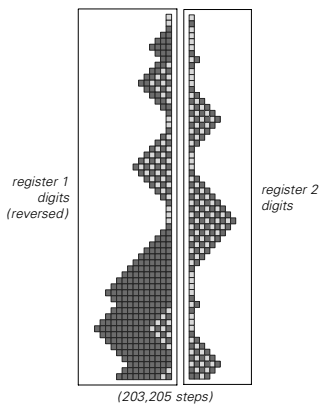 register 1
digits
(reversed)
register 2
digits
(203,205 steps)